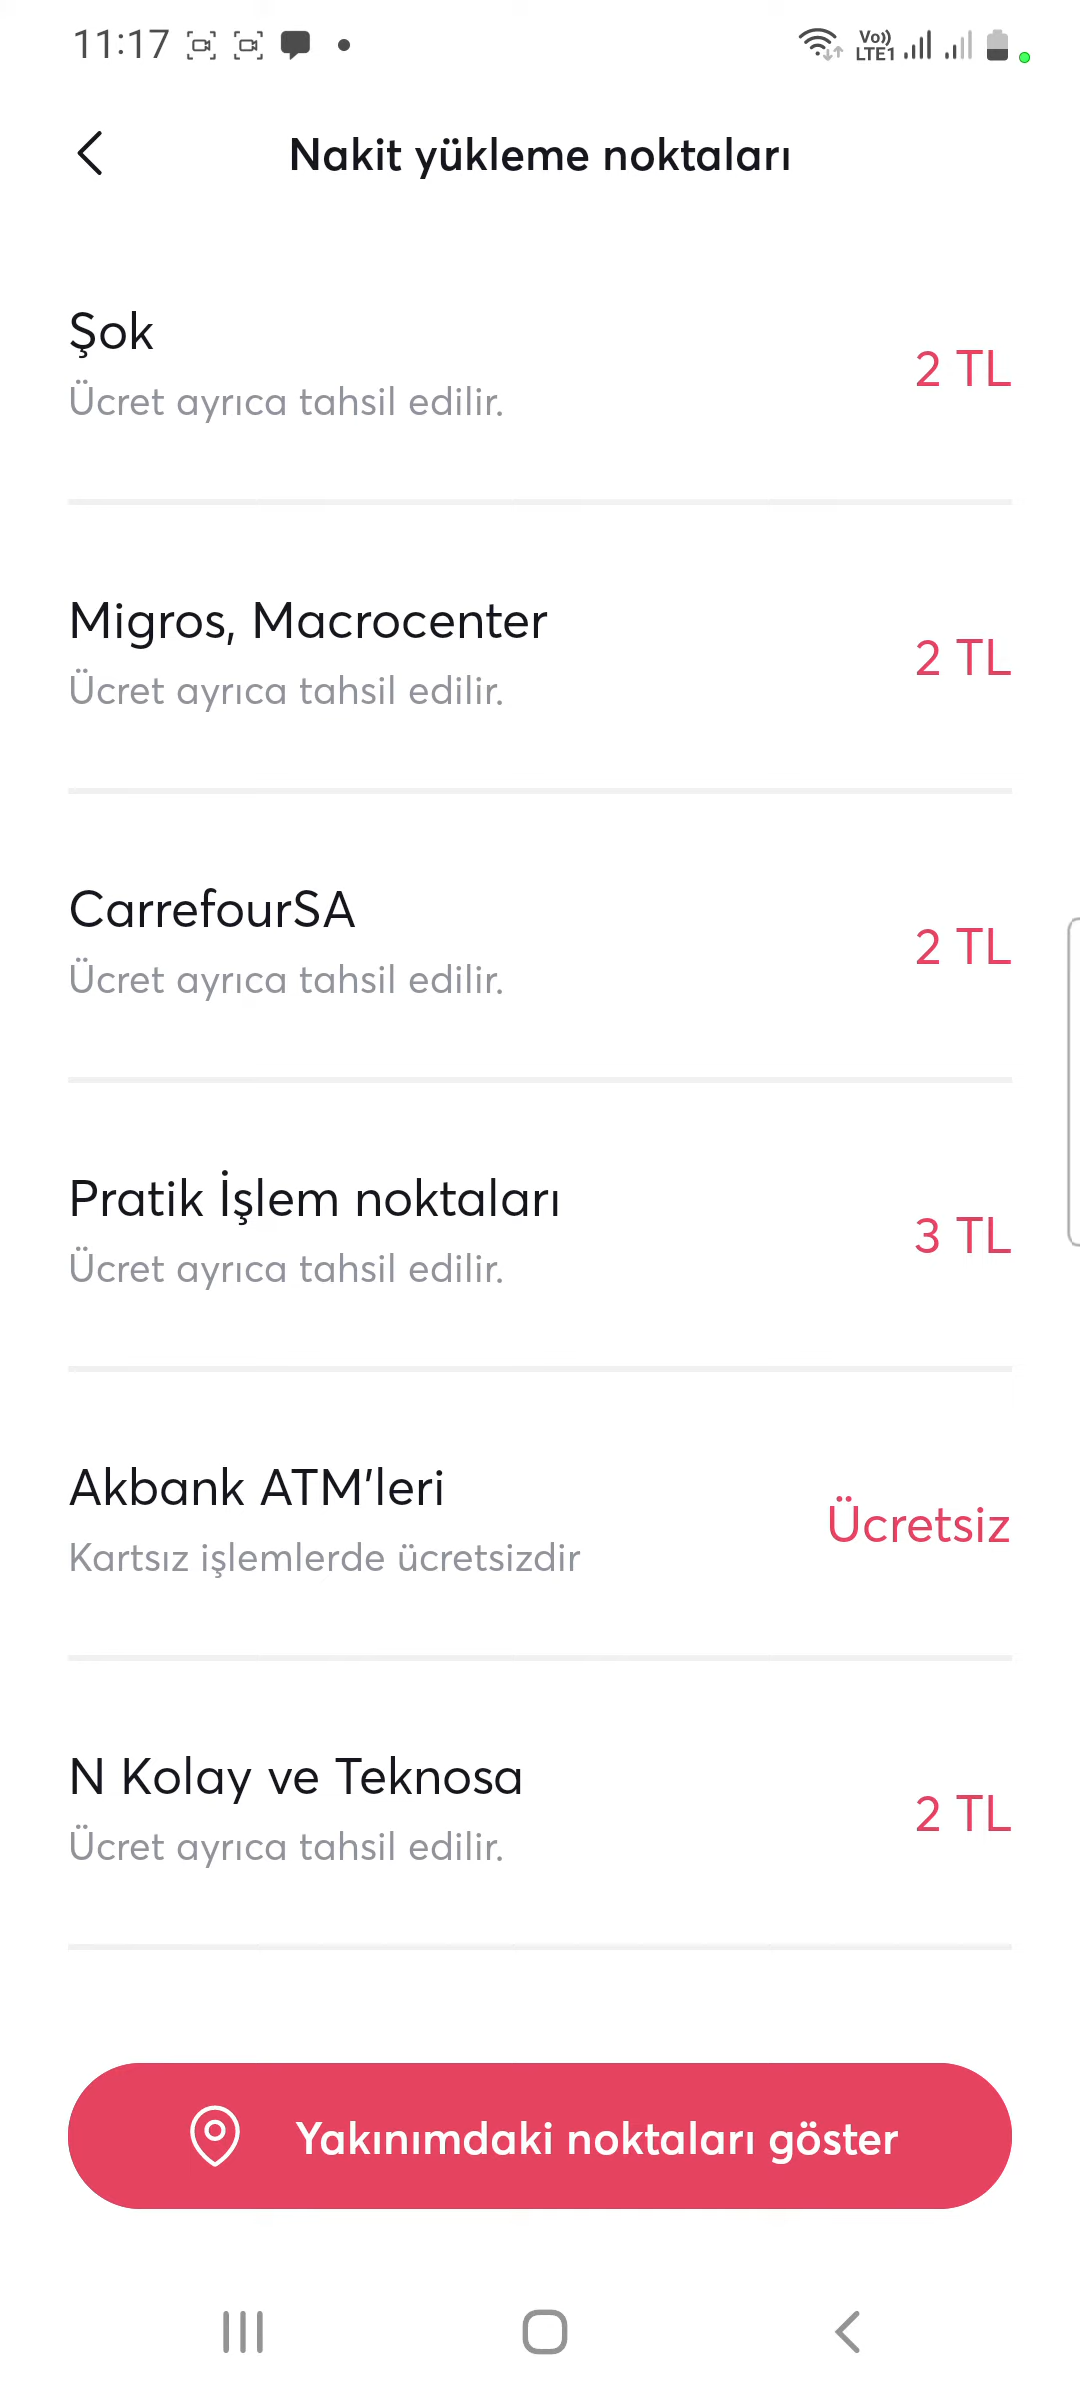 11:17
Vo)) LTE1
Nakit yükleme noktaları
Şok
Ücret ayrıca tahsil edilir.
2 TL
Migros, Macrocenter
Ücret ayrıca tahsil edilir.
2 TL
CarrefourSA
Ücret ayrıca tahsil edilir.
2 TL
Pratik İşlem noktaları
Ücret ayrıca tahsil edilir.
3 TL
Akbank ATM'leri
Kartsız işlemlerde ücretsizdir
Ücretsiz
N Kolay ve Teknosa
Ücret ayrıca tahsil edilir.
2 TL
Yakınımdaki noktaları göster